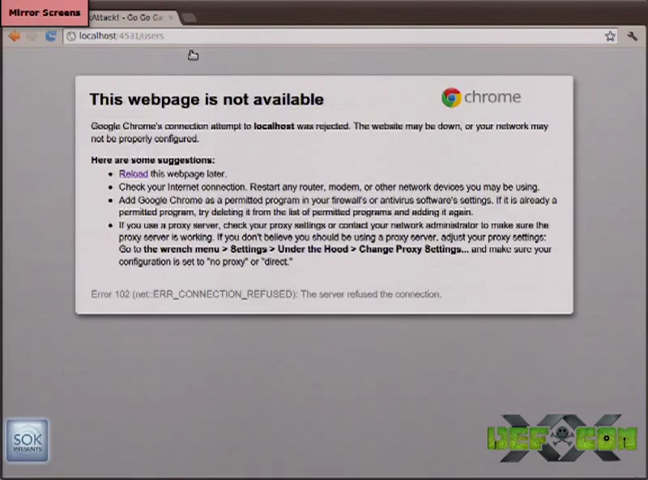 Mirror Screens
Attack! - Go Go Ga
localhost:4531/users
This webpage is not available
chrome
Google Chrome's connection attempt to localhost was rejected. The website may be down, or your network may
not be properly configured.
Here are some suggestions:
Reload this webpage later.
Check your Internet connection. Restart any router, modem, or other network devices you may be using.
Add Google Chrome as a permitted program in your firewall's or antivirus software's settings. If it is already a
permitted program, try deleting it from the list of permitted programs and adding it again.
If you use a proxy server, check your proxy settings or contact your network administrator to make sure the
proxy server is working. If you don't believe you should be using a proxy server, adjust your proxy settings:
Go to the wrench menu > Settings > Under the Hood > Change Proxy Settings... and make sure your
configuration is set to "no proxy" or "direct."
Error 102 (net::ERR_CONNECTION_REFUSED): The server refused the connection.
SOK
PRESENTS
DEF CON
XX